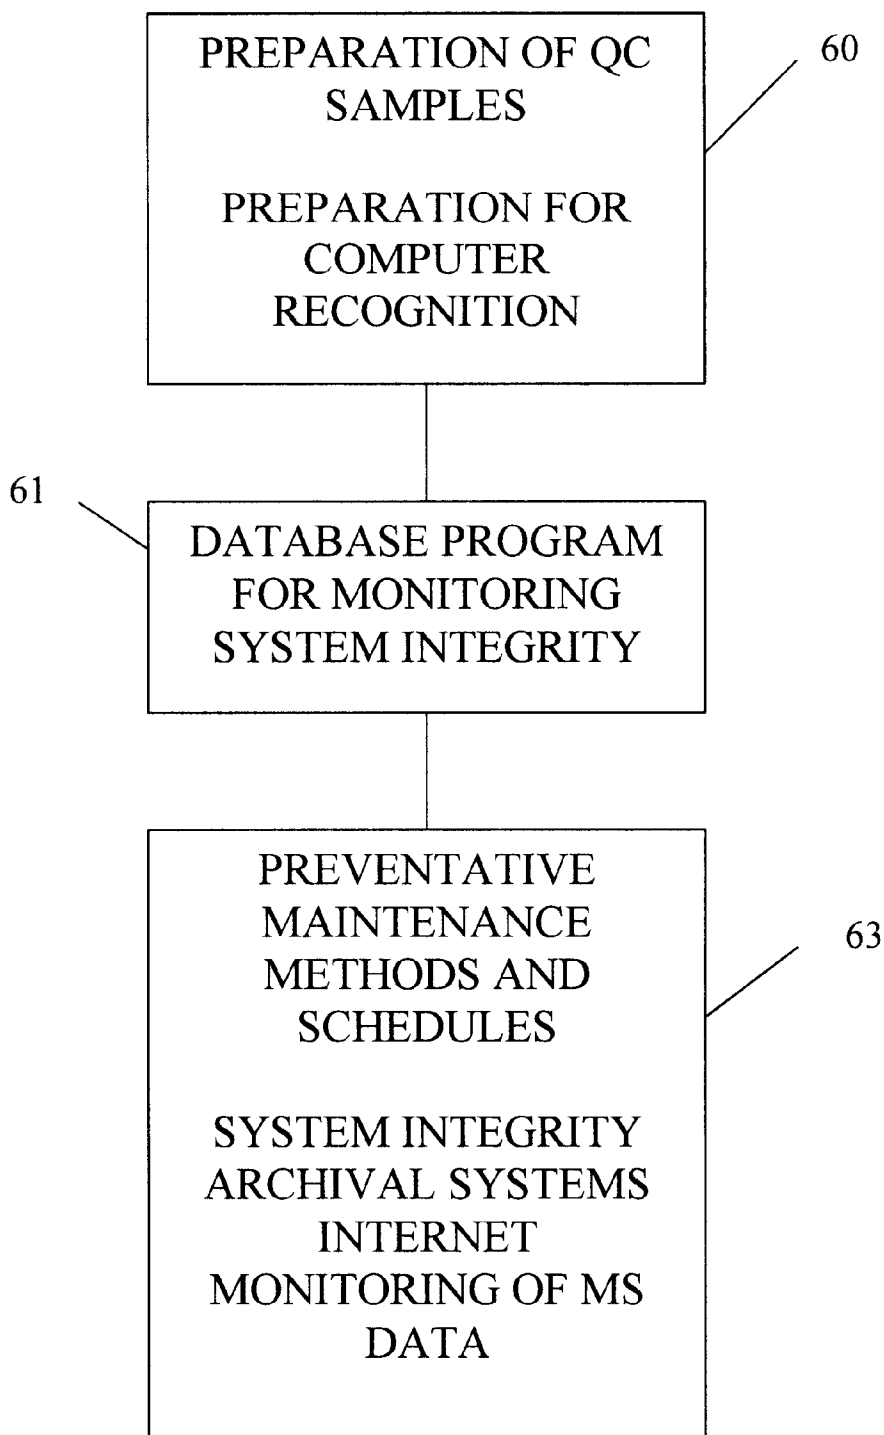 PREPARATION OF QC
SAMPLES
60
PREPARATION FOR
COMPUTER
RECOGNITION
61
DATABASE PROGRAM
FOR MONITORING
SYSTEM INTEGRITY
PREVENTATIVE
MAINTENANCE
METHODS AND
SCHEDULES
63
SYSTEM INTEGRITY
ARCHIVAL SYSTEMS
INTERNET
MONITORING OF MS
DATA